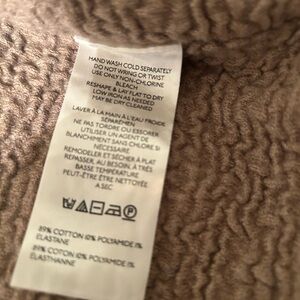 HAND WASH COLD SEPARATELY
DO NOT WRING OR TWIST
USE ONLY NON-CHLORINE
BLEACH
RESHAPE & LAY FLAT TO DRY
LOW IRON AS NEEDED
MAY BE DRY CLEANED
LAVER À LA MAIN À L'EAU FROIDE
SÉPARÉMENT
NE PAS TORDRE OU ESSORER
UTILISER UN AGENT DE
BLANCHIMENT SANS CHLORE SI
NÉCESSAIRE
REMODELER ET SÉCHER À PLAT
REPASSER, AU BESOIN, À TRÈS
BASSE TEMPÉRATURE
PEUT-ÊTRE ÊTRE NETTOYÉE
A SEC
P
89% COTTON 10% POLYAMIDE 1%
ELASTANE
89% COTON 10% POLYAMIDE 1%
ELASTHANNE